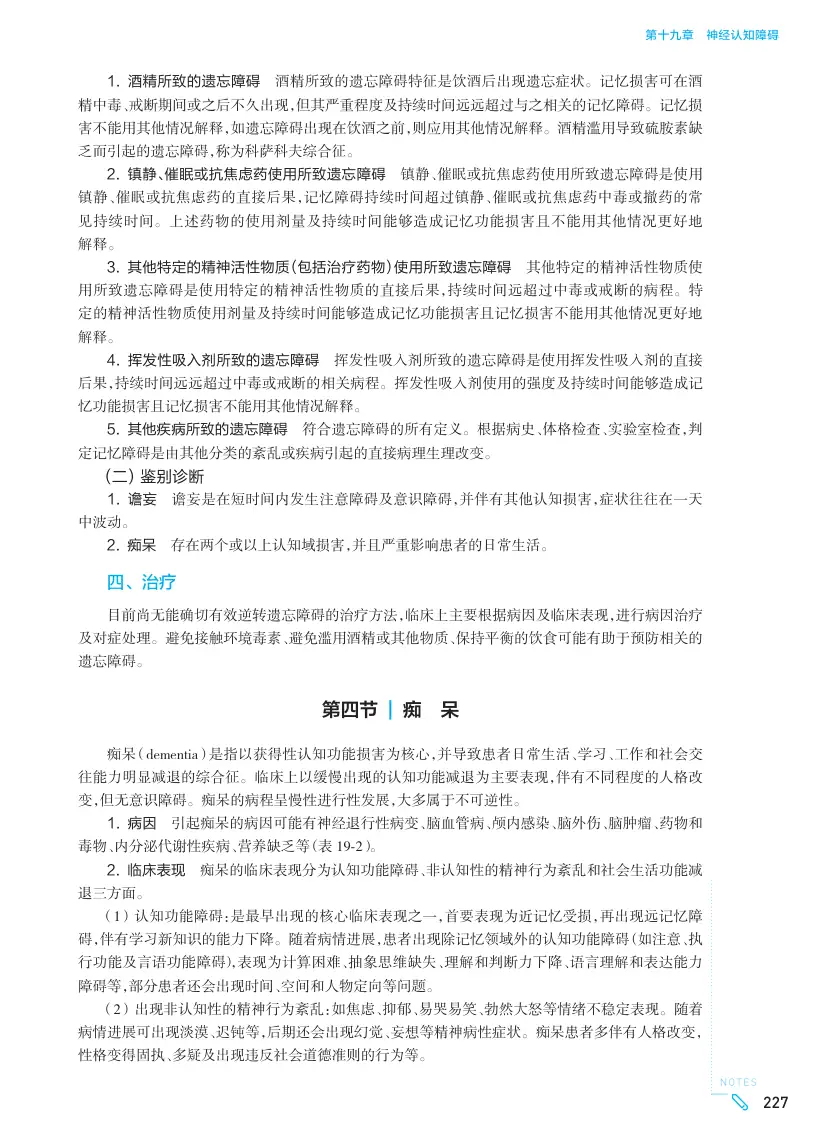 第十九章 神经认知障碍
1. 酒精所致的遗忘障碍 酒精所致的遗忘障碍特征是饮酒后出现遗忘症状。记忆损害可在酒
精中毒、戒断期间或之后不久出现,但其严重程度及持续时间远远超过与之相关的记忆障碍。记忆损
害不能用其他情况解释,如遗忘障碍出现在饮酒之前,则应用其他情况解释。酒精滥用导致硫胺素缺
乏而引起的遗忘障碍,称为科萨科夫综合征。
2. 镇静、催眠或抗焦虑药使用所致遗忘障碍 镇静、催眠或抗焦虑药使用所致遗忘障碍是使用
镇静、催眠或抗焦虑药的直接后果,记忆障碍持续时间超过镇静、催眠或抗焦虑药中毒或撤药的常
见持续时间。上述药物的使用剂量及持续时间能够造成记忆功能损害且不能用其他情况更好地
解释。
3. 其他特定的精神活性物质(包括治疗药物)使用所致遗忘障碍 其他特定的精神活性物质使
用所致遗忘障碍是使用特定的精神活性物质的直接后果,持续时间远超过中毒或戒断的病程。特
定的精神活性物质使用剂量及持续时间能够造成记忆功能损害且记忆损害不能用其他情况更好地
解释。
4. 挥发性吸入剂所致的遗忘障碍 挥发性吸入剂所致的遗忘障碍是使用挥发性吸入剂的直接
后果,持续时间远远超过中毒或戒断的相关病程。挥发性吸入剂使用的强度及持续时间能够造成记
忆功能损害且记忆损害不能用其他情况解释。
5. 其他疾病所致的遗忘障碍 符合遗忘障碍的所有定义。根据病史、体格检查、实验室检查,判
定记忆障碍是由其他分类的紊乱或疾病引起的直接病理生理改变。
(二)鉴别诊断
1. 谵妄 谵妄是在短时间内发生注意障碍及意识障碍,并伴有其他认知损害,症状往往在一天
中波动。
2. 痴呆 存在两个或以上认知域损害,并且严重影响患者的日常生活。
四、治疗
目前尚无能确切有效逆转遗忘障碍的治疗方法,临床上主要根据病因及临床表现,进行病因治疗
及对症处理。避免接触环境毒素、避免滥用酒精或其他物质、保持平衡的饮食可能有助于预防相关的
遗忘障碍。
第四节 | 痴 呆
痴呆(dementia)是指以获得性认知功能损害为核心,并导致患者日常生活、学习、工作和社会交
往能力明显减退的综合征。临床上以缓慢出现的认知功能减退为主要表现,伴有不同程度的人格改
变,但无意识障碍。痴呆的病程呈慢性进行性发展,大多属于不可逆性。
1. 病因 引起痴呆的病因可能有神经退行性病变、脑血管病、颅内感染、脑外伤、脑肿瘤、药物和
毒物、内分泌代谢性疾病、营养缺乏等(表 19-2)。
2. 临床表现 痴呆的临床表现分为认知功能障碍、非认知性的精神行为紊乱和社会生活功能减
退三方面。
(1)认知功能障碍:是最早出现的核心临床表现之一,首要表现为近记忆受损,再出现远记忆障
碍,伴有学习新知识的能力下降。随着病情进展,患者出现除记忆领域外的认知功能障碍(如注意、执
行功能及言语功能障碍),表现为计算困难、抽象思维缺失、理解和判断力下降、语言理解和表达能力
障碍等,部分患者还会出现时间、空间和人物定向等问题。
(2)出现非认知性的精神行为紊乱:如焦虑、抑郁、易哭易笑、勃然大怒等情绪不稳定表现。随着
病情进展可出现淡漠、迟钝等,后期还会出现幻觉、妄想等精神病性症状。痴呆患者多伴有人格改变,
性格变得固执、多疑及出现违反社会道德准则的行为等。
NOTES
227